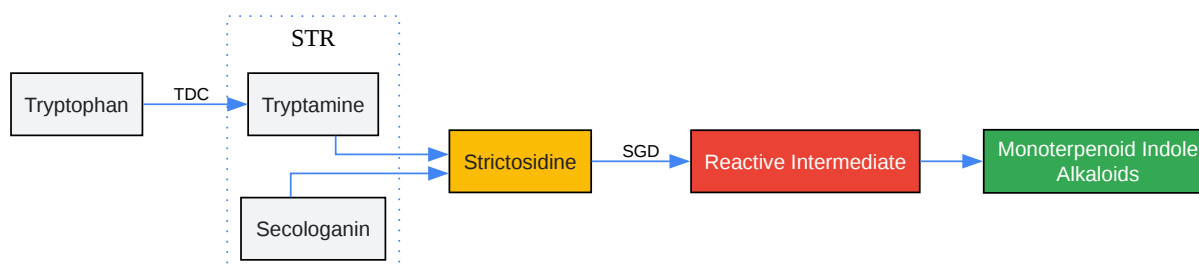 STR
Tryptophan
TDC
Tryptamine
Secologanin
Strictosidine
SGD
Reactive Intermediate
Monoterpenoid Indole
Alkaloids